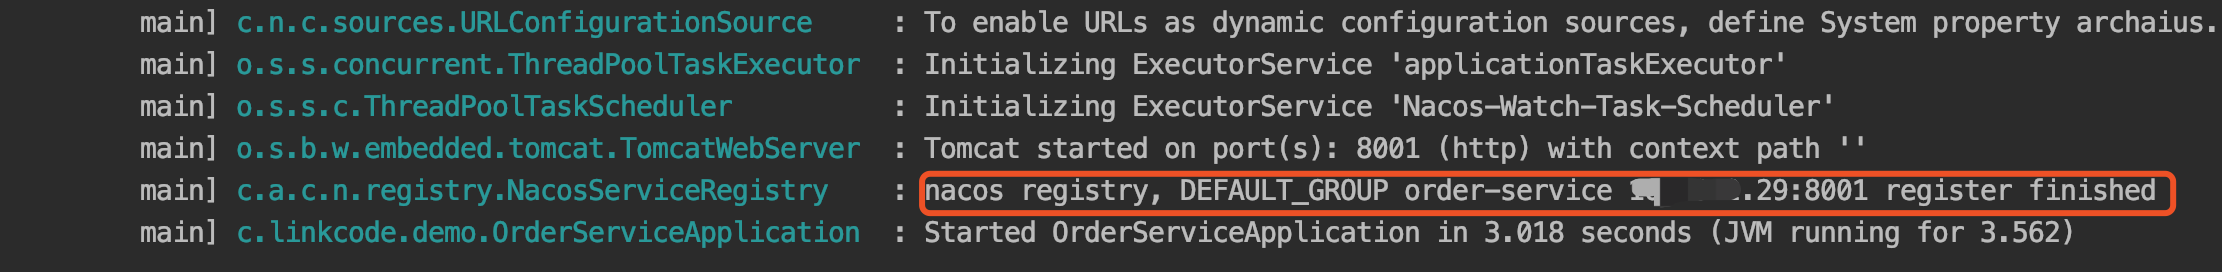 main] c.n.c.sources.URLConfigurationSource : To enable URLs as dynamic configuration sources, define System property archaius.
main] o.s.s.concurrent.ThreadPoolTaskExecutor : Initializing ExecutorService 'applicationTaskExecutor'
main] o.s.s.c.ThreadPoolTaskScheduler : Initializing ExecutorService 'Nacos-Watch-Task-Scheduler'
main] o.s.b.w.embedded.tomcat.TomcatWebServer : Tomcat started on port(s): 8001 (http) with context path ''
main] c.a.c.n.registry.NacosServiceRegistry : nacos registry, DEFAULT_GROUP order-service .29:8001 register finished
main] c.linkcode.demo.OrderServiceApplication : Started OrderServiceApplication in 3.018 seconds (JVM running for 3.562)